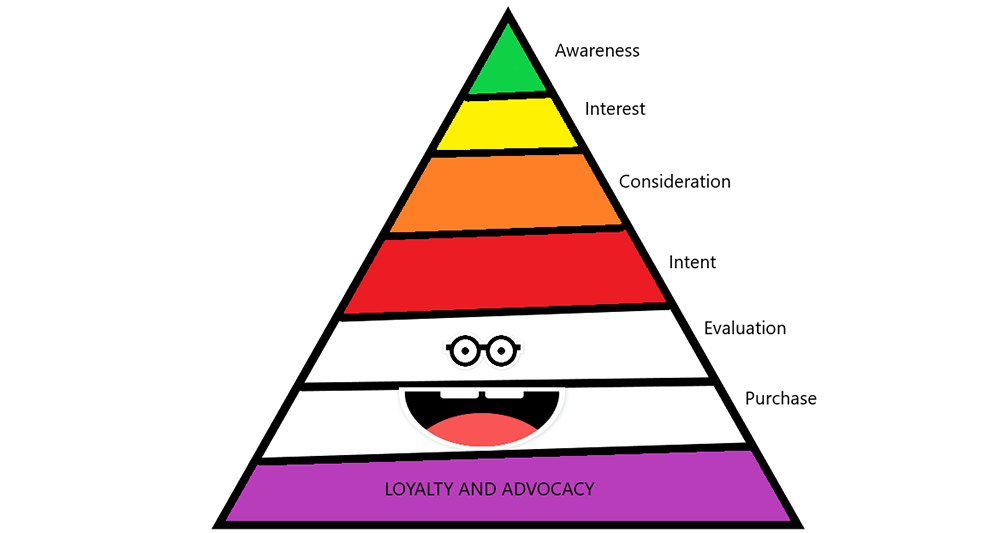 Awareness
Interest
Consideration
Intent
Evaluation
Purchase
LOYALTY AND ADVOCACY